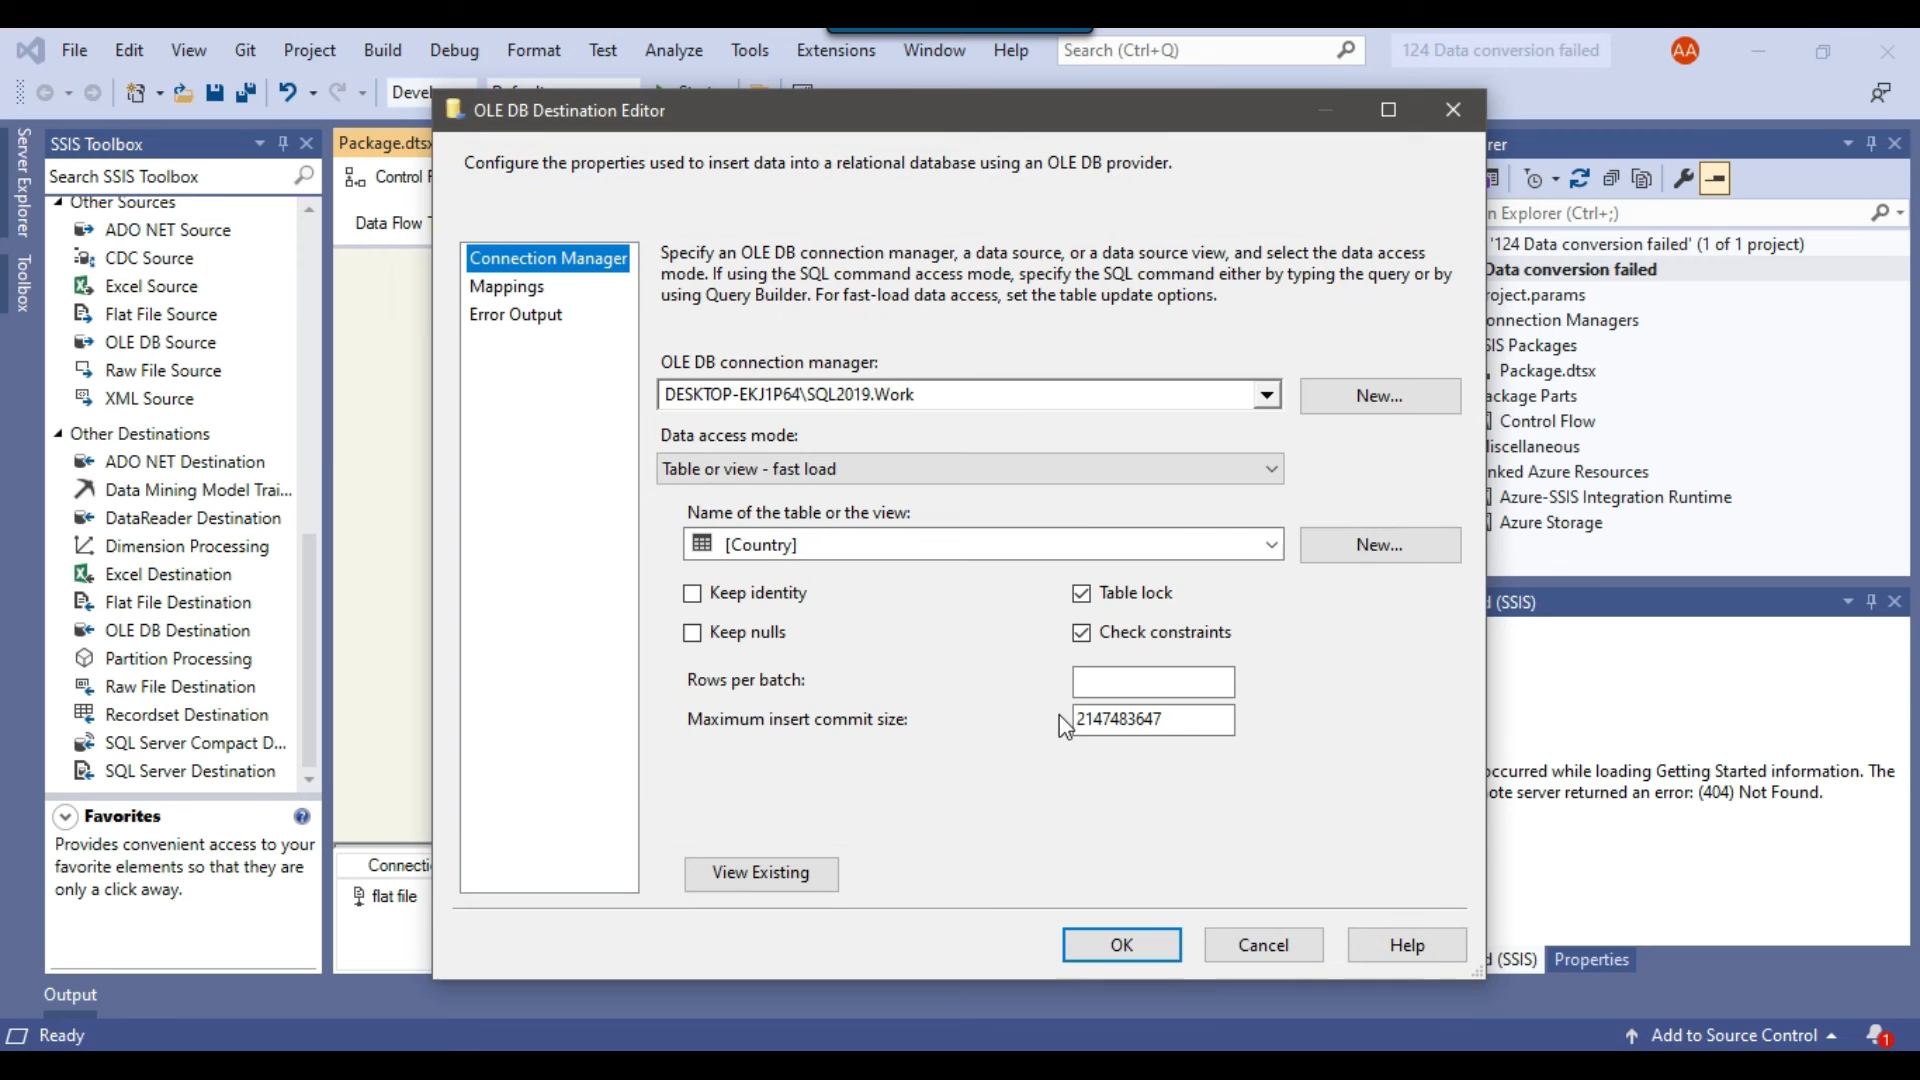 File Edit View Git Project Build Debug Format Test Analyze Tools Extensions Window Help Search (Ctrl+Q) 124 Data conversion failed AA
Server Explorer
Toolbox
SSIS Toolbox
Search SSIS Toolbox
Other Sources
ADO NET Source
CDC Source
Excel Source
Flat File Source
OLE DB Source
Raw File Source
XML Source
Other Destinations
ADO NET Destination
Data Mining Model Trai...
DataReader Destination
Dimension Processing
Excel Destination
Flat File Destination
OLE DB Destination
Partition Processing
Raw File Destination
Recordset Destination
SQL Server Compact D...
SQL Server Destination
Favorites
Provides convenient access to your
favorite elements so that they are
only a click away.
Package.dtsx
Control
Data Flow
flat file
OLE DB Destination Editor
Configure the properties used to insert data into a relational database using an OLE DB provider.
Connection Manager
Mappings
Error Output
Specify an OLE DB connection manager, a data source, or a data source view, and select the data access
mode. If using the SQL command access mode, specify the SQL command either by typing the query or by
using Query Builder. For fast-load data access, set the table update options.
OLE DB connection manager:
DESKTOP-EKJ1P64\SQL2019.Work New...
Data access mode:
Table or view - fast load
Name of the table or the view:
[Country] New...
Keep identity Table lock
Keep nulls Check constraints
Rows per batch:
Maximum insert commit size: 2147483647
View Existing
OK Cancel Help
n Explorer (Ctrl+;)
'124 Data conversion failed' (1 of 1 project)
Data conversion failed
roject.params
onnection Managers
SIS Packages
Package.dtsx
ackage Parts
Control Flow
liscellaneous
nked Azure Resources
Azure-SSIS Integration Runtime
Azure Storage
d (SSIS)
occurred while loading Getting Started information. The
ote server returned an error: (404) Not Found.
d (SSIS) Properties
Output
Ready Add to Source Control 1